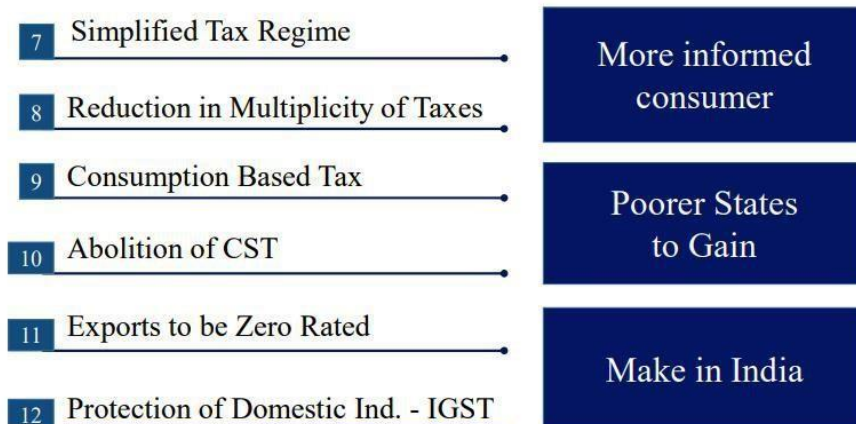 7 Simplified Tax Regime
8 Reduction in Multiplicity of Taxes
More informed
consumer
9 Consumption Based Tax
10 Abolition of CST
Poorer States
to Gain
11 Exports to be Zero Rated
12 Protection of Domestic Ind. - IGST
Make in India